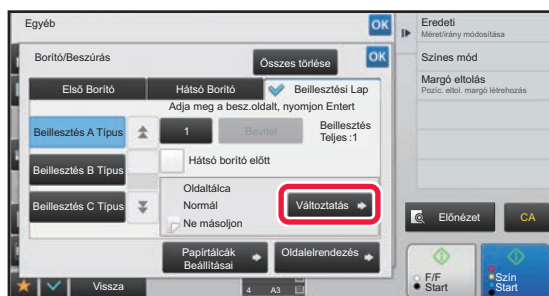 Egyéb
OK
Borító/Beszúrás
Összes törlése
OK
Első Borító
Hátsó Borító
Beillesztési Lap
Adja meg a besz.oldalt, nyomjon Entert
Beillesztés A Típus
1
Bevitel
Beillesztés
Teljes :1
Beillesztés B Típus
Hátsó borító előtt
Beillesztés C Típus
Oldaltálca
Normál
Ne másoljon
Változtatás
Papírtálcák
Beállításai
Oldalelrendezés
Vissza
4
A3
Eredeti
Méret/irány módosítása
Színes mód
Margó eltolás
Pozíc. eltol. margó létrehozás
Előnézet
CA
F/F
Start
Szín
Start